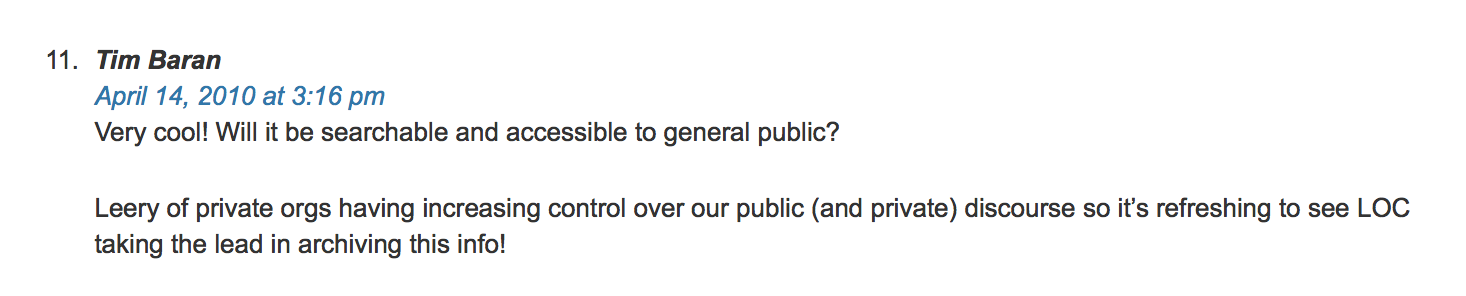 11. Tim Baran
April 14, 2010 at 3:16 pm
Very cool! Will it be searchable and accessible to general public?
Leery of private orgs having increasing control over our public (and private) discourse so it’s refreshing to see LOC
taking the lead in archiving this info!